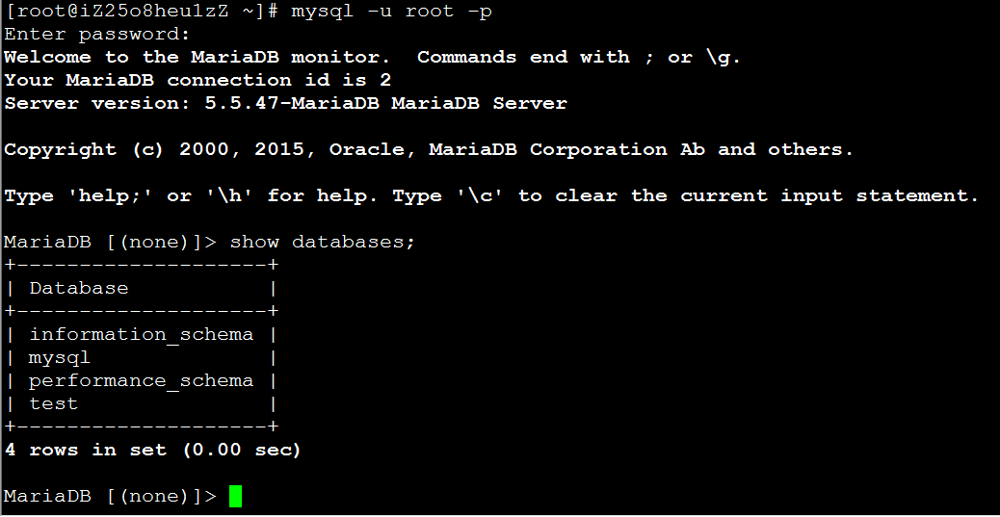 [root@iZ25o8heu1zZ ~]# mysql -u root -p
Enter password:
Welcome to the MariaDB monitor.  Commands end with ; or \g.
Your MariaDB connection id is 2
Server version: 5.5.47-MariaDB MariaDB Server
Copyright (c) 2000, 2015, Oracle, MariaDB Corporation Ab and others.
Type 'help;' or '\h' for help. Type '\c' to clear the current input statement.
MariaDB [(none)]> show databases;
+--------------------+
| Database           |
+--------------------+
| information_schema |
| mysql              |
| performance_schema |
| test               |
+--------------------+
4 rows in set (0.00 sec)
MariaDB [(none)]>